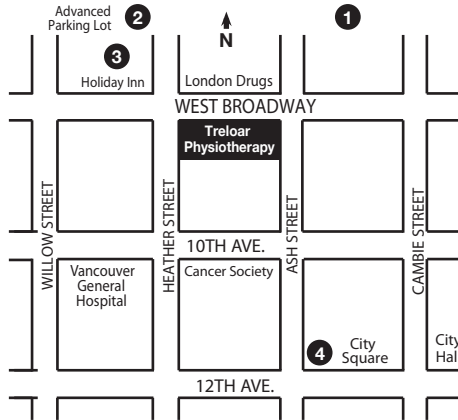 Advanced
Parking Lot
2
1
N
3
Holiday Inn
London Drugs
WEST BROADWAY
Treloar
Physiotherapy
WILLOW STREET
HEATHER STREET
ASH STREET
CAMBIE STREET
10TH AVE.
Vancouver
General
Hospital
Cancer Society
4
City
Square
City
Hal
12TH AVE.